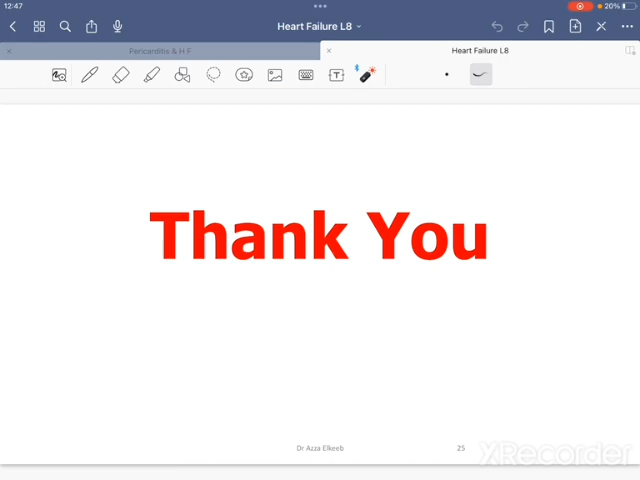 12:47
20%
Heart Failure L8
Pericarditis & H F
Heart Failure L8
T
Thank You
Dr Azza Elkeeb
25
XRecorder